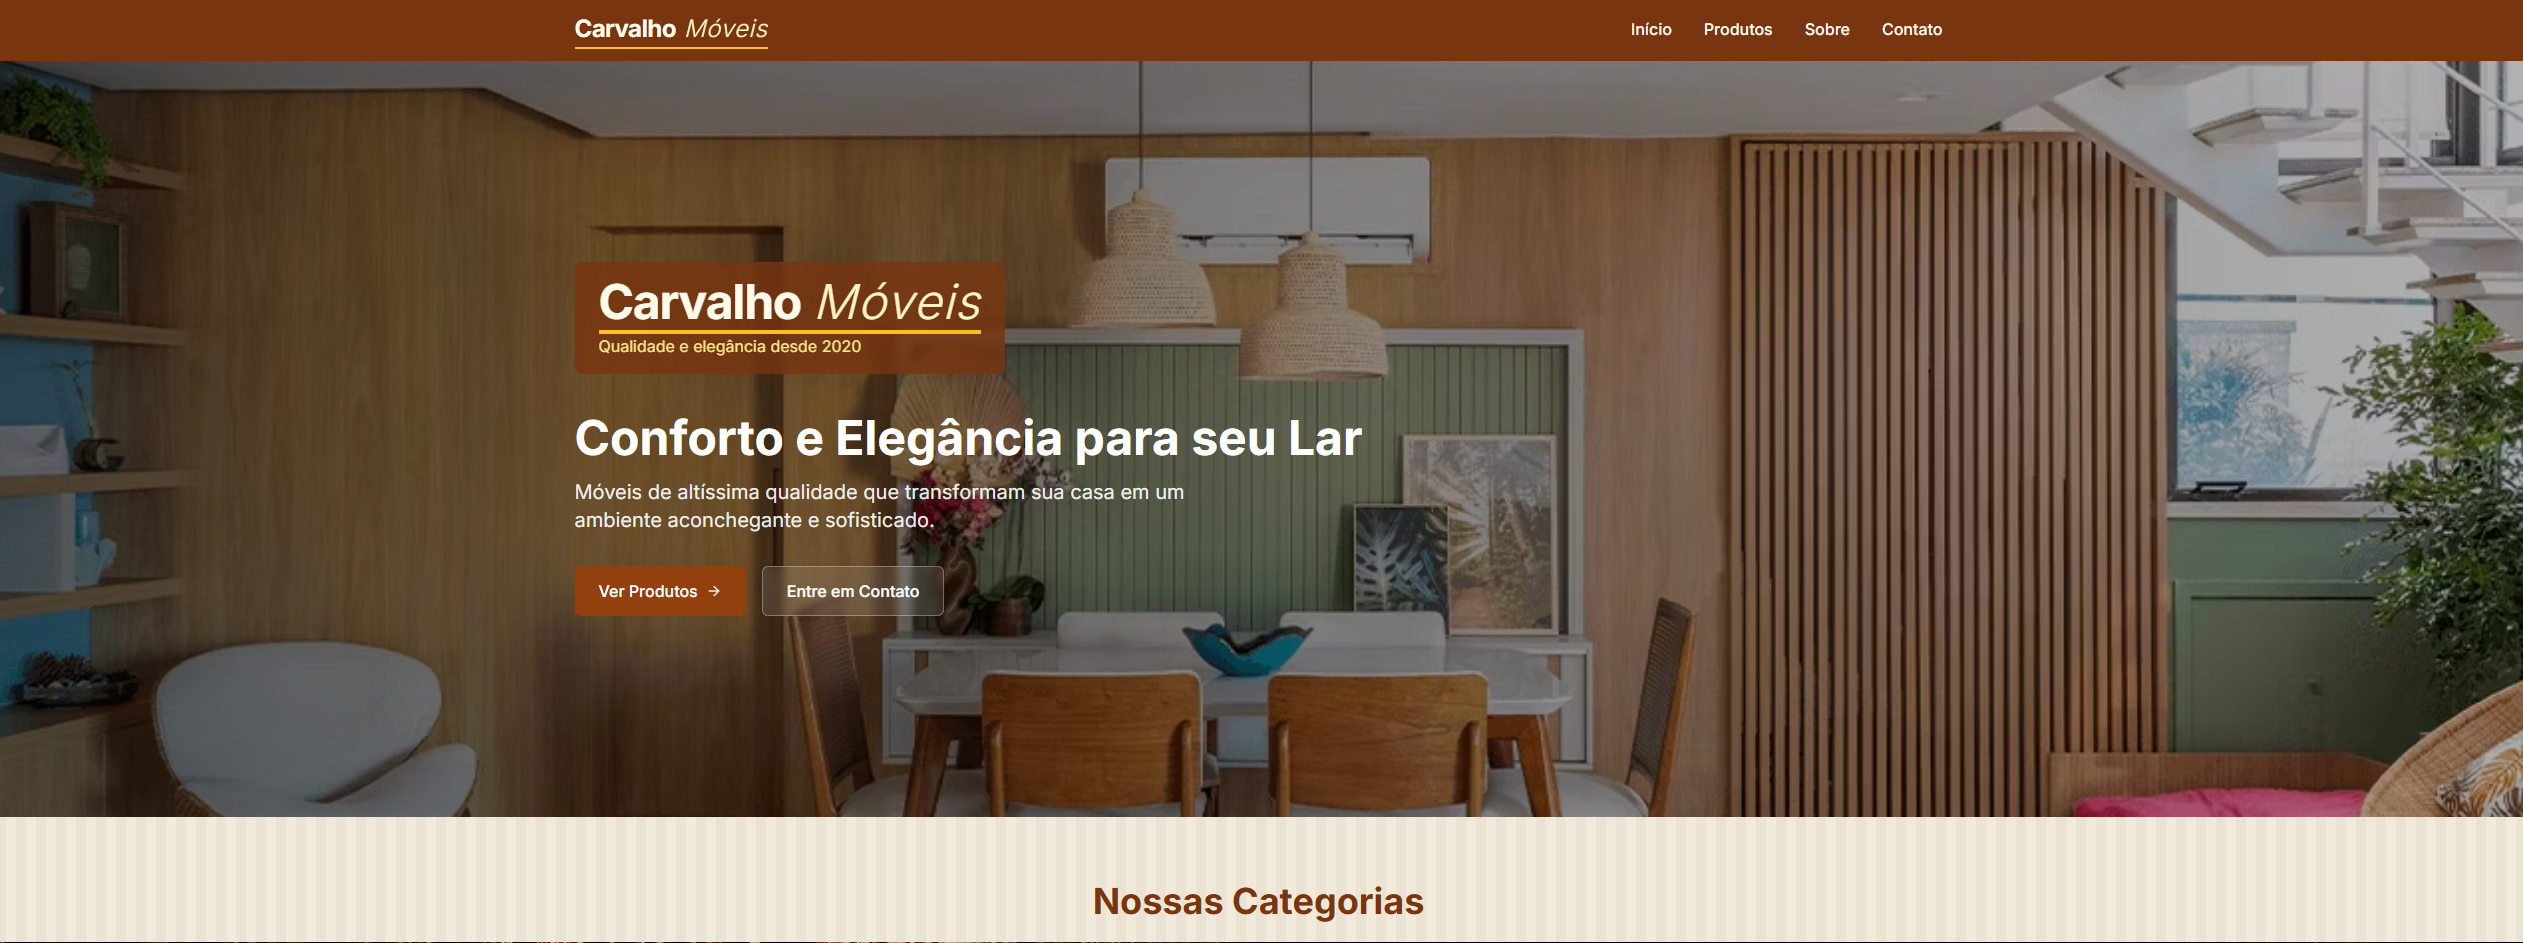 Carvalho Móveis
Início Produtos Sobre Contato
Carvalho Móveis
Qualidade e elegância desde 2020
Conforto e Elegância para seu Lar
Móveis de altíssima qualidade que transformam sua casa em um
ambiente aconchegante e sofisticado.
Ver Produtos →
Entre em Contato
Nossas Categorias